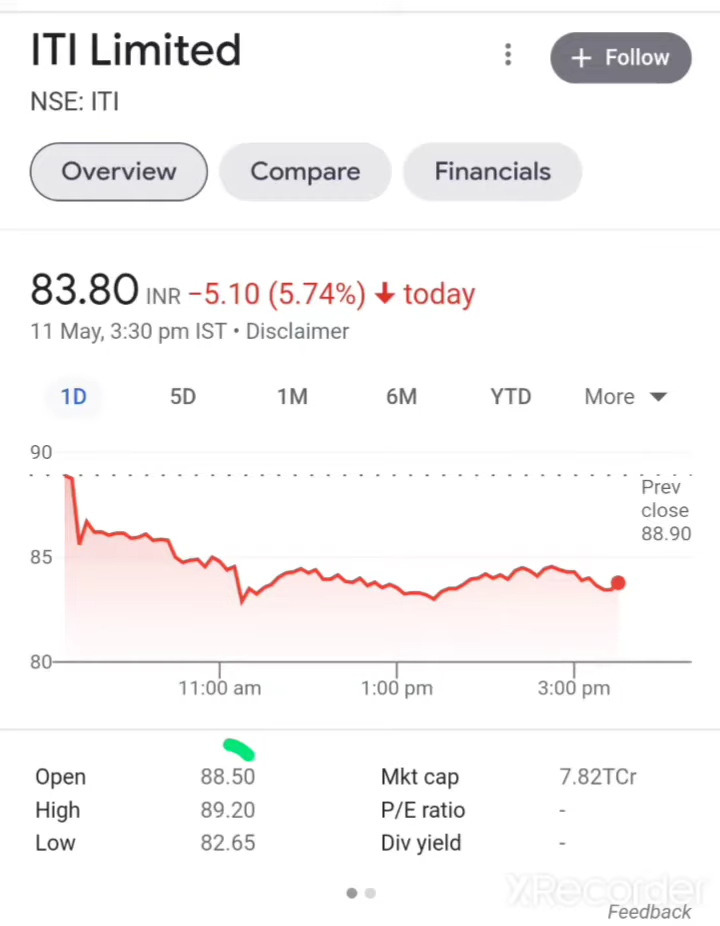 ITI Limited
+ Follow
NSE: ITI
Overview Compare Financials
83.80 INR −5.10 (5.74%) ↓ today
11 May, 3:30 pm IST • Disclaimer
1D 5D 1M 6M YTD More
90
Prev
close
88.90
85
80
11:00 am 1:00 pm 3:00 pm
Open 88.50 Mkt cap 7.82TCr
High 89.20 P/E ratio -
Low 82.65 Div yield -
XRecorder
Feedback